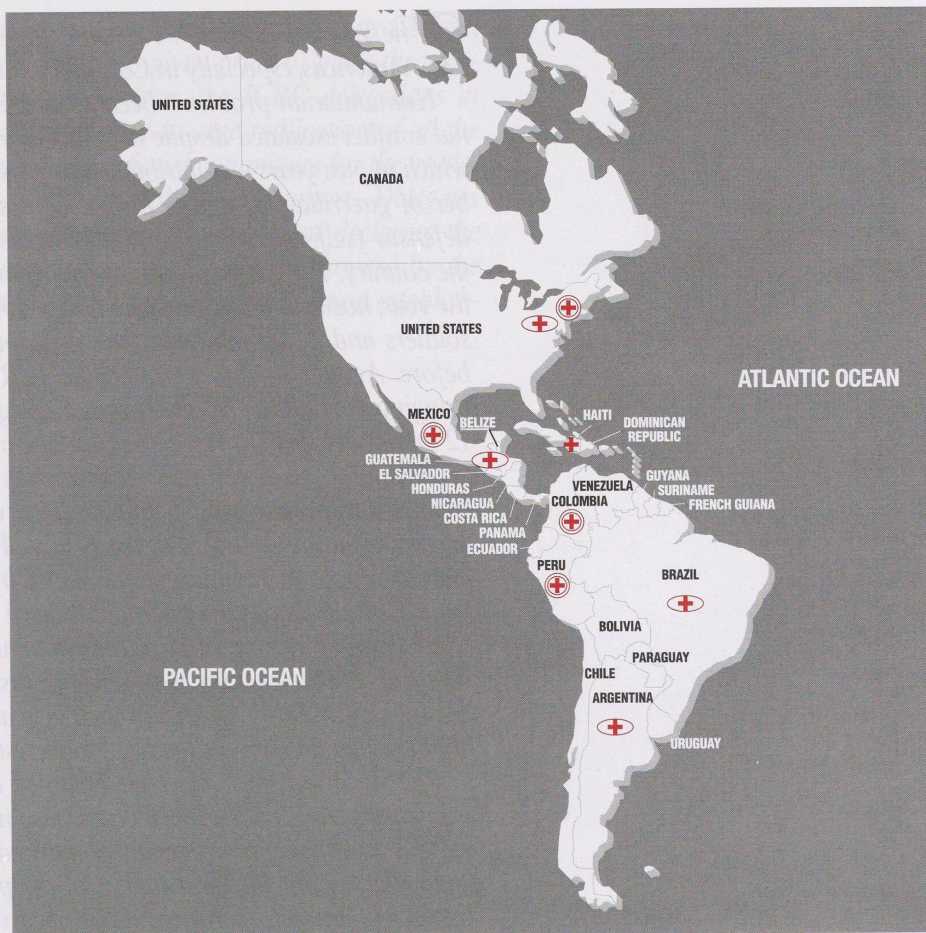 UNITED STATES
CANADA
UNITED STATES
ATLANTIC OCEAN
MEXICO
BELIZE
HAITI
DOMINICAN
REPUBLIC
GUATEMALA
EL SALVADOR
HONDURAS
NICARAGUA
COSTA RICA
PANAMA
ECUADOR
VENEZUELA
COLOMBIA
GUYANA
SURINAME
FRENCH GUIANA
PERU
BRAZIL
BOLIVIA
PARAGUAY
CHILE
ARGENTINA
URUGUAY
PACIFIC OCEAN